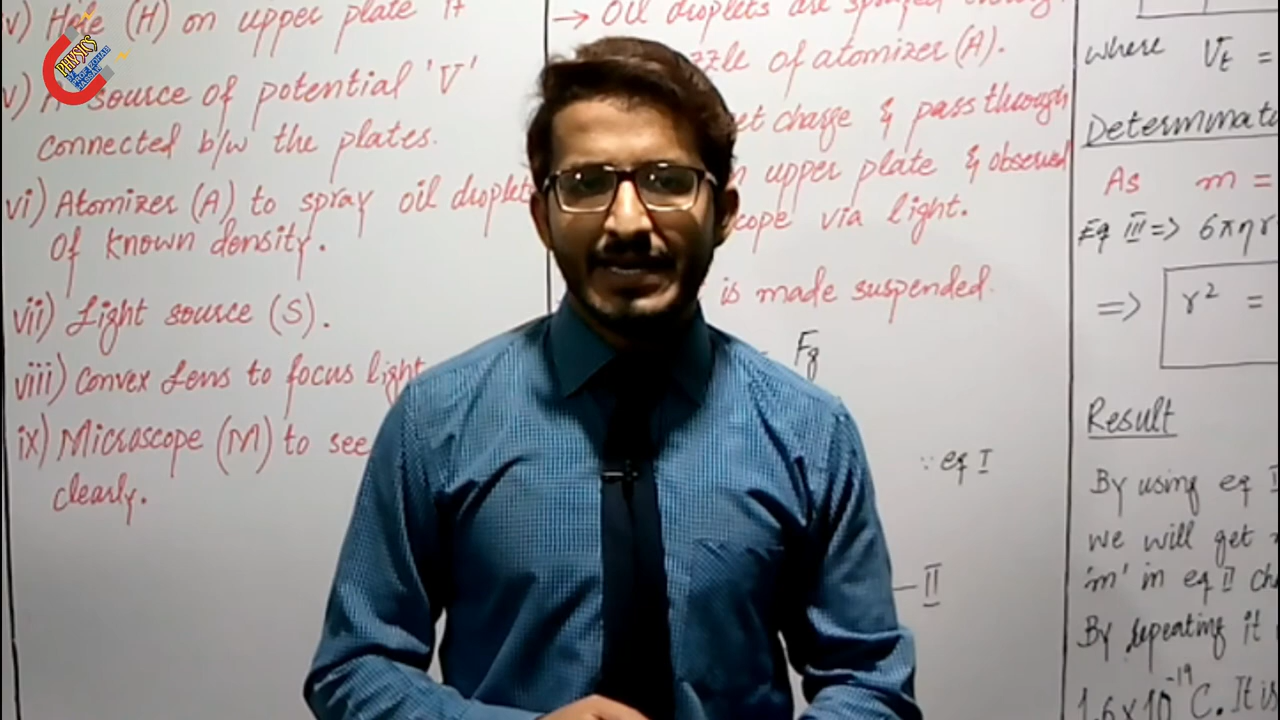 PHYSICS
BY
v) Hole (H) on upper plate
v) A source of potential 'V'
connected b/w the plates.
vi) Atomizer (A) to spray oil droplets
of known density.
vii) Light source (S).
viii) Convex Lens to focus light
ix) Microscope (M) to see
clearly.
→ Oil droplets are sprayed through
of atomizer (A).
charge & pass through
upper plate & observed
via light.
is made suspended.
Fg
∵ eq I
— II
where Vt =
As m =
Eq III => 6πηr
=> r² =
Result
By using eq II
we will get
'm' in eq II
By repeating it
1.6 x 10⁻¹⁹ C. It is